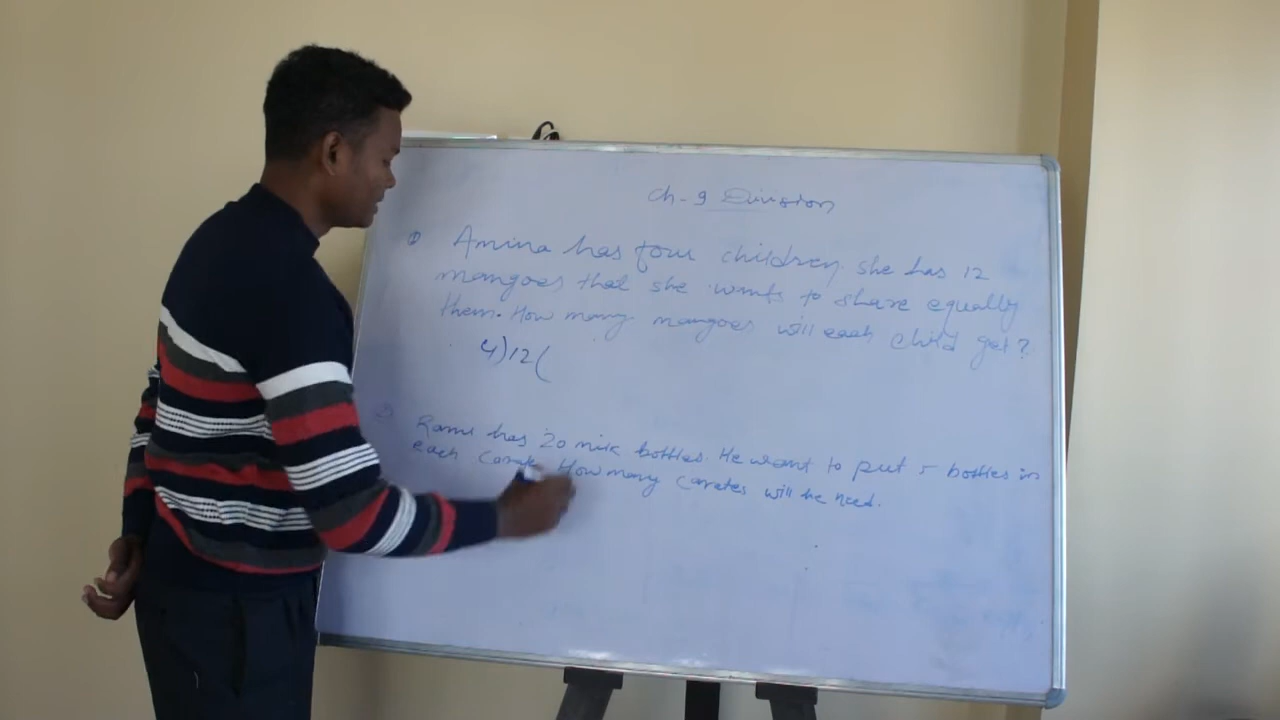 Ch - 9 Division
① Amina has four children. she has 12
mangoes that she wants to share equally
them. How many mangoes will each child get?
4)12(
② Ramu has 20 milk bottles. He want to put 5 bottles in
each How many carates will be need.